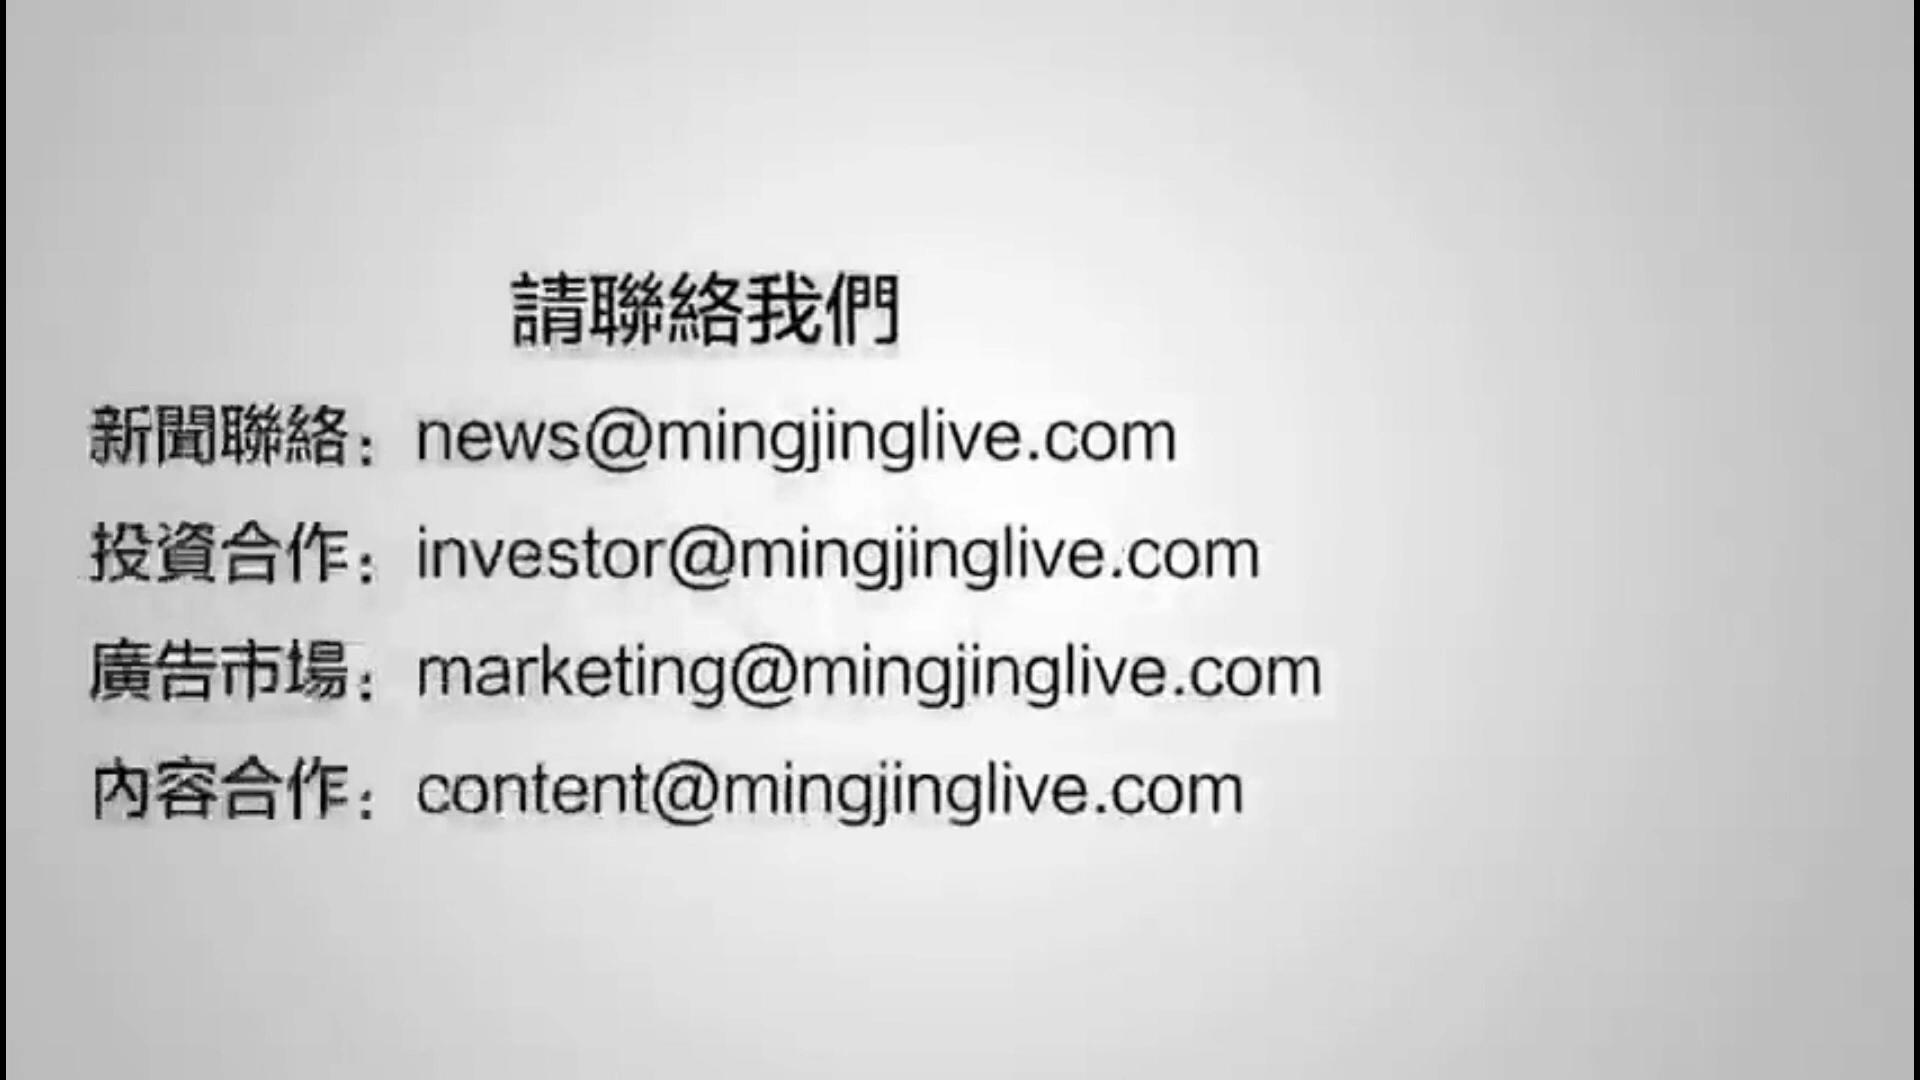 請聯絡我們
新聞聯絡：news@mingjinglive.com
投資合作：investor@mingjinglive.com
廣告市場：marketing@mingjinglive.com
內容合作：content@mingjinglive.com